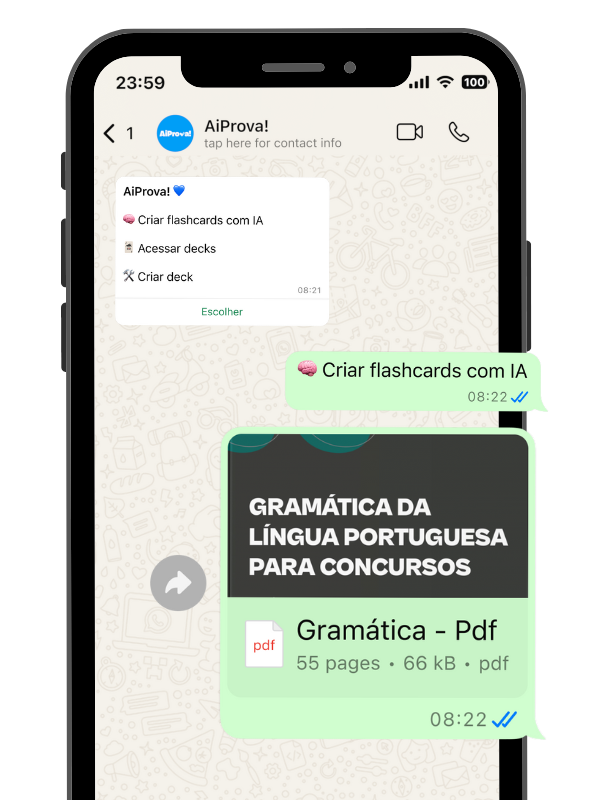 23:59
100
1
AiProva!
AiProva!
tap here for contact info
AiProva! 💙
🧠 Criar flashcards com IA
🃏 Acessar decks
🛠 Criar deck
08:21
Escolher
🧠 Criar flashcards com IA
08:22
GRAMÁTICA DA
LÍNGUA PORTUGUESA
PARA CONCURSOS
pdf
Gramática - Pdf
55 pages • 66 kB • pdf
08:22